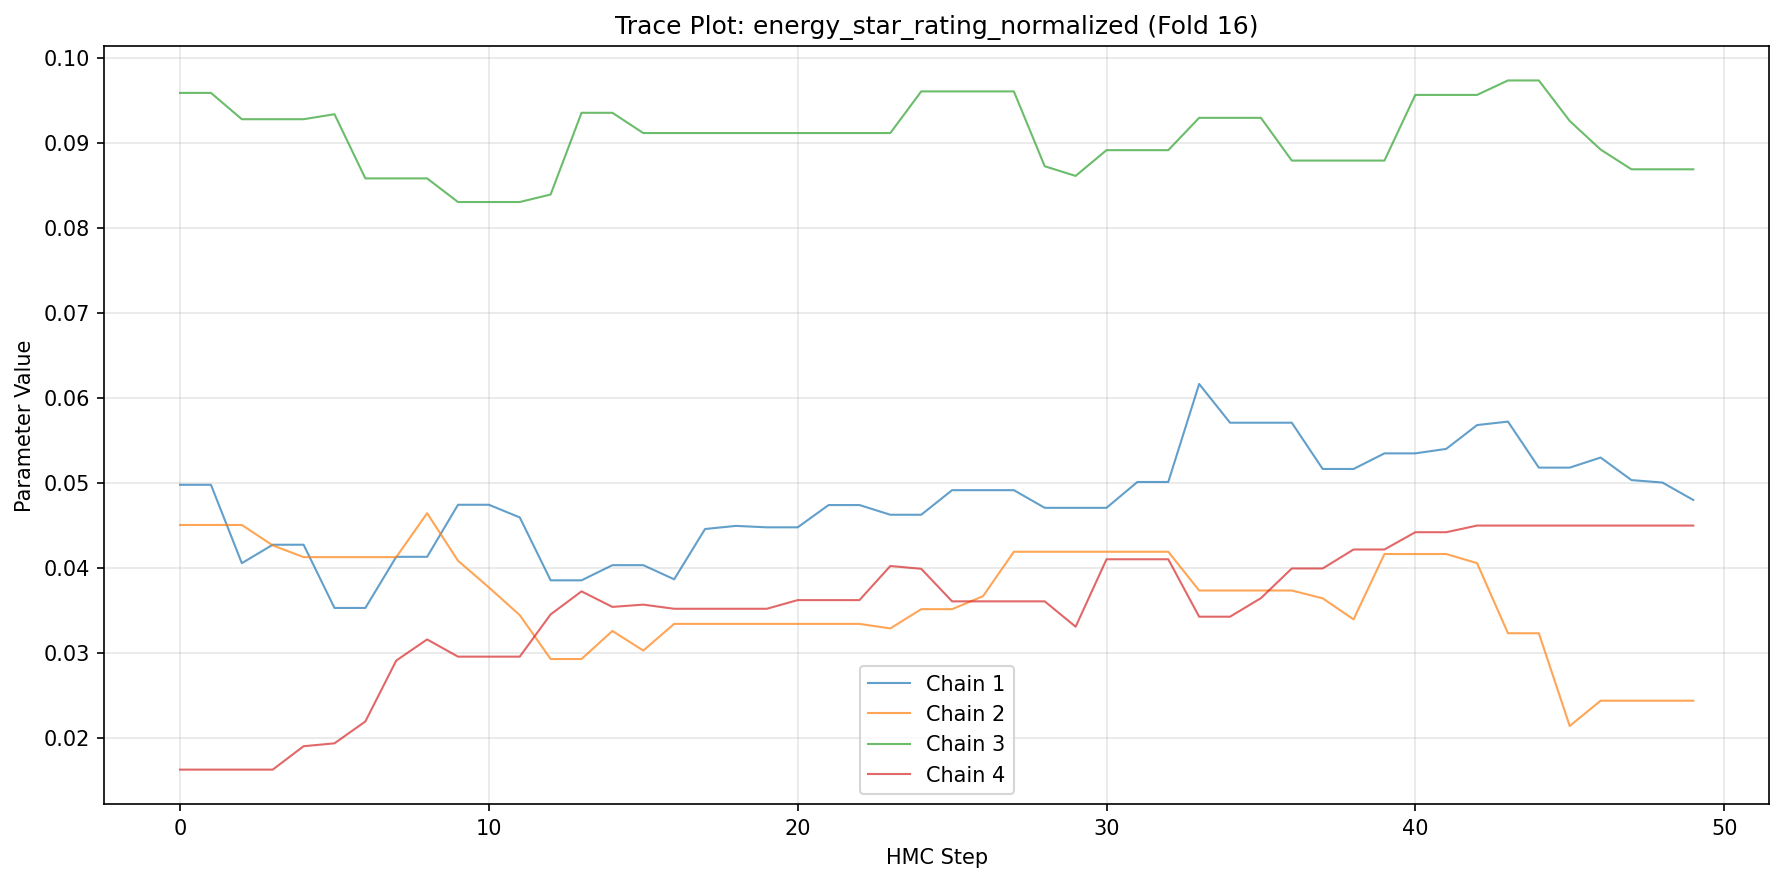 Trace Plot: energy_star_rating_normalized (Fold 16)
0.10
0.09
0.08
0.07
0.06
0.05
0.04
0.03
0.02
Parameter Value
Chain 1
Chain 2
Chain 3
Chain 4
0 10 20 30 40 50
HMC Step